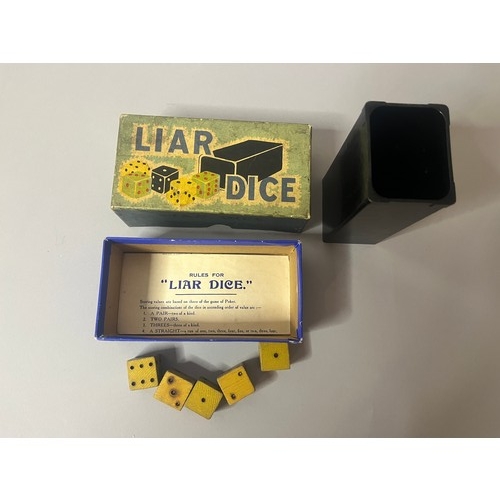 LIAR
DICE
RULES FOR
"LIAR DICE."
Scoring values are based on those of the game of Poker.
The scoring combinations of the dice in ascending order of value are :—
1. A PAIR—two of a kind.
2. TWO PAIRS.
3. THREES—three of a kind.
4. A STRAIGHT— of one, two, three, four, five, or two, three, four,